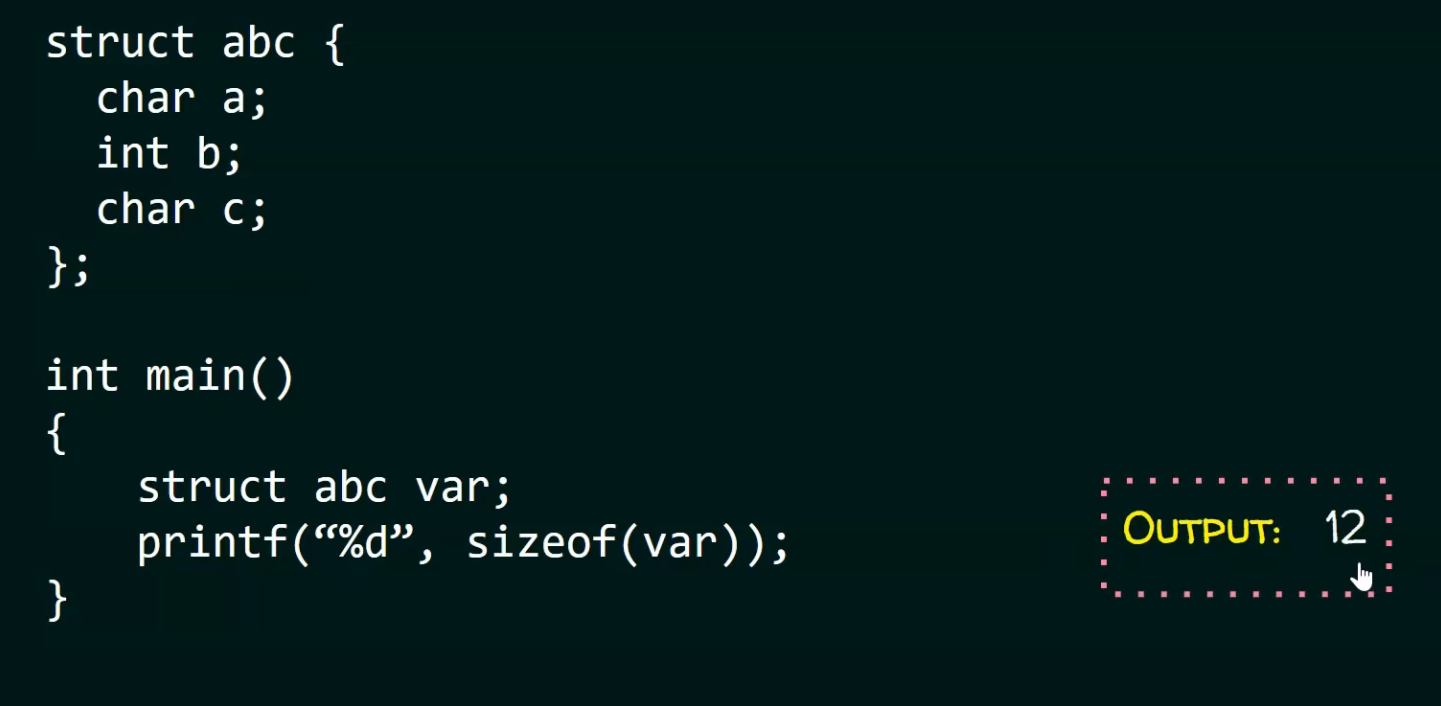 struct abc {
char a;
int b;
char c;
};
int main()
{
struct abc var;
printf(“%d”, sizeof(var));
}
OUTPUT: 12